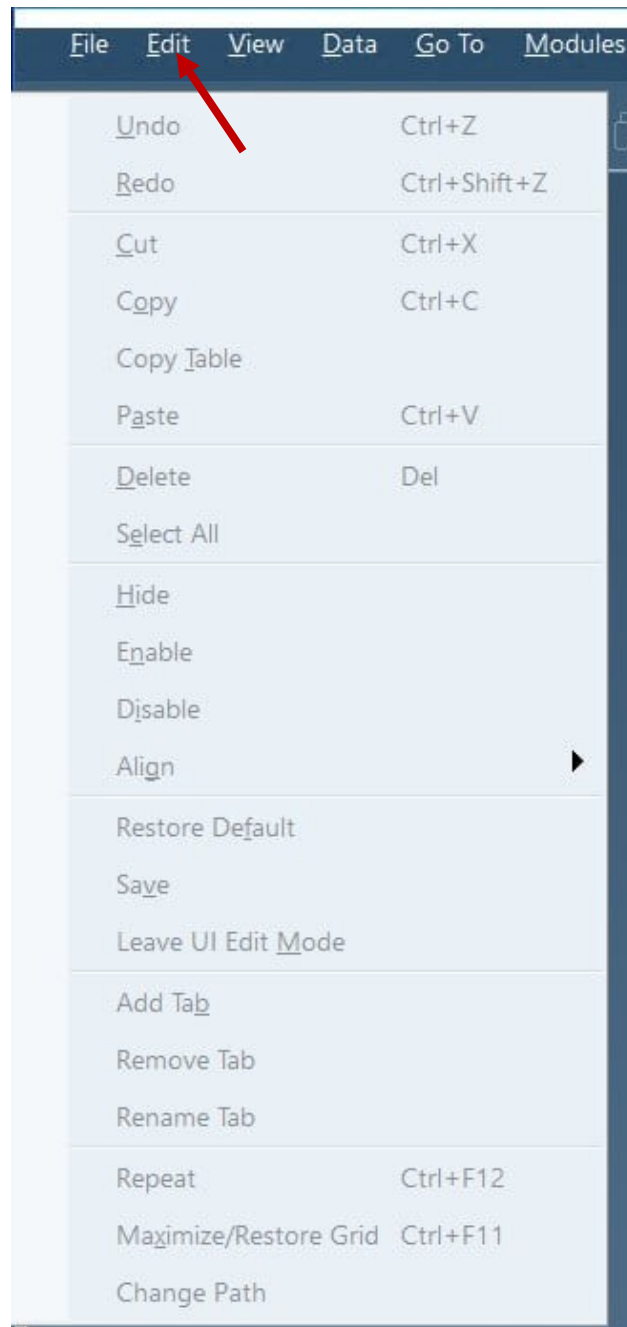 File Edit View Data Go To Modules
Undo Ctrl+Z
Redo Ctrl+Shift+Z
Cut Ctrl+X
Copy Ctrl+C
Copy Table
Paste Ctrl+V
Delete Del
Select All
Hide
Enable
Disable
Align
Restore Default
Save
Leave UI Edit Mode
Add Tab
Remove Tab
Rename Tab
Repeat Ctrl+F12
Maximize/Restore Grid Ctrl+F11
Change Path